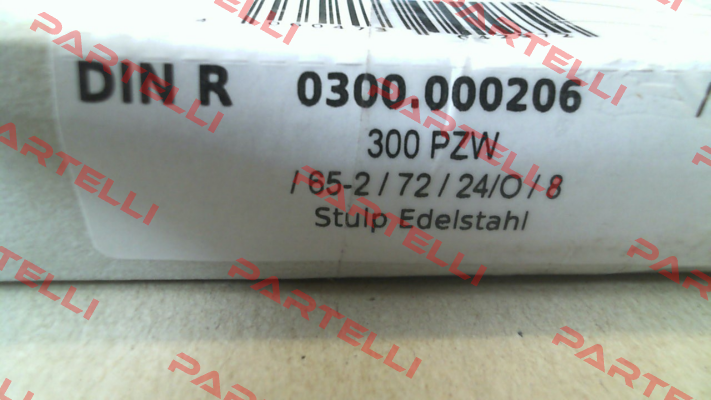 DIN R 0300.000206
300 PZW
/ 65-2 / 72 / 24/O / 8
Stulp Edelstahl
PARTELLI
PARTELLI
PARTELLI
PARTELLI
PARTELLI
PARTELLI
PARTELLI
PARTELLI